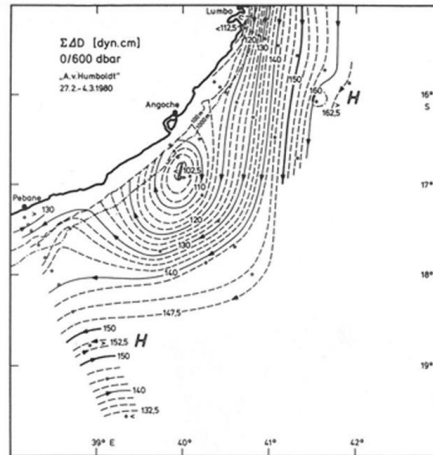 Lumbo
<112,5
ΣΔD [dyn.cm]
0/600 dbar
„A.v. Humboldt"
27.2.- 4.3.1980
120
130
140
150
160
H
162,5
16°
S
Angoche
102,5
17°
110
Pebane
> 130
120
130
140
18°
147,5
150
H
152,5
150
19°
140
132,5
39° E
40°
41°
42°